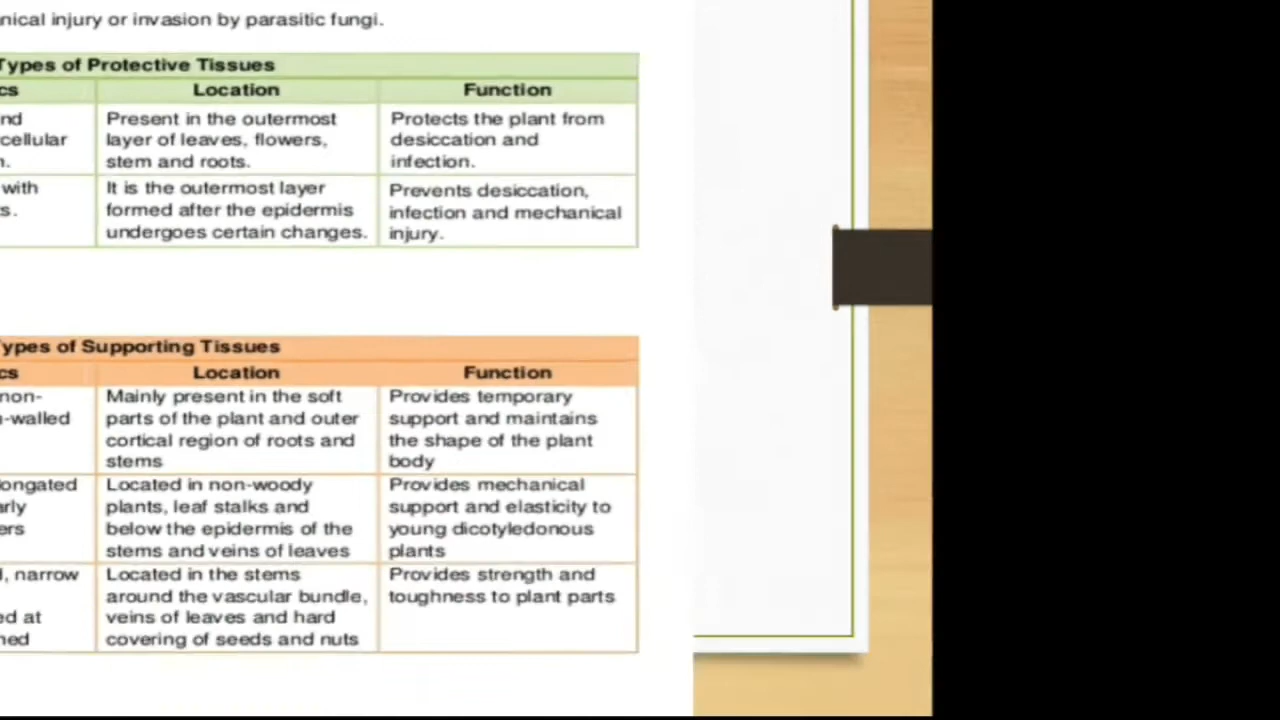 nical injury or invasion by parasitic fungi.
Types of Protective Tissues
cs Location Function
nd Present in the outermost Protects the plant from
cellular layer of leaves, flowers, desiccation and
n. stem and roots. infection.
with It is the outermost layer Prevents desiccation,
s. formed after the epidermis infection and mechanical
undergoes certain changes. injury.
ypes of Supporting Tissues
cs Location Function
non- Mainly present in the soft Provides temporary
-walled parts of the plant and outer support and maintains
cortical region of roots and the shape of the plant
stems body
longated Located in non-woody Provides mechanical
arly plants, leaf stalks and support and elasticity to
ers below the epidermis of the young dicotyledonous
stems and veins of leaves plants
, narrow Located in the stems Provides strength and
around the vascular bundle, toughness to plant parts
ed at veins of leaves and hard
ned covering of seeds and nuts